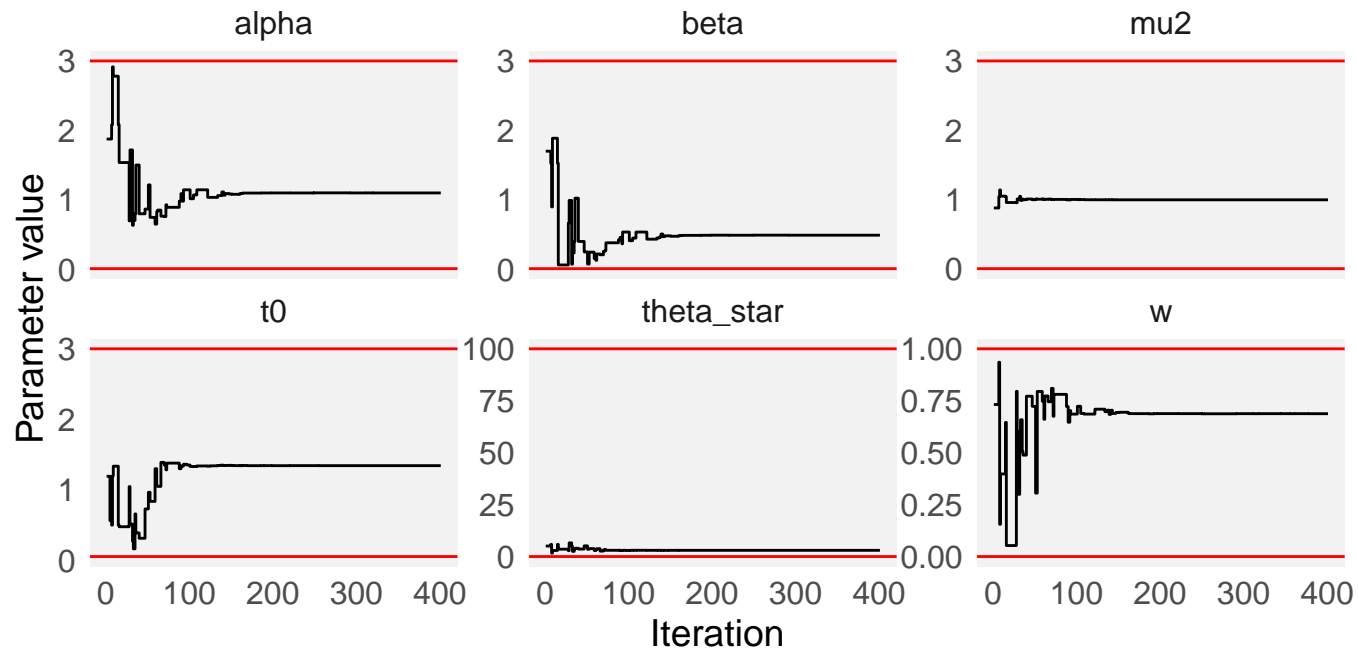 alpha beta mu2
3 3 3
2 2 2
1 1 1
0 0 0
t0 theta_star w
3 100 1.00
2 75 0.75
50 0.50
1 25 0.25
0 0 0.00
0 100 200 300 400 0 100 200 300 400 0 100 200 300 400
Iteration
Parameter value